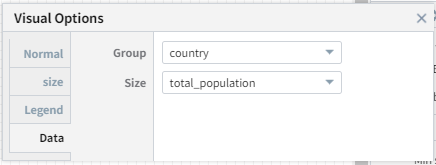 Visual Options
Normal
size
Legend
Data
Group country
Size total_population